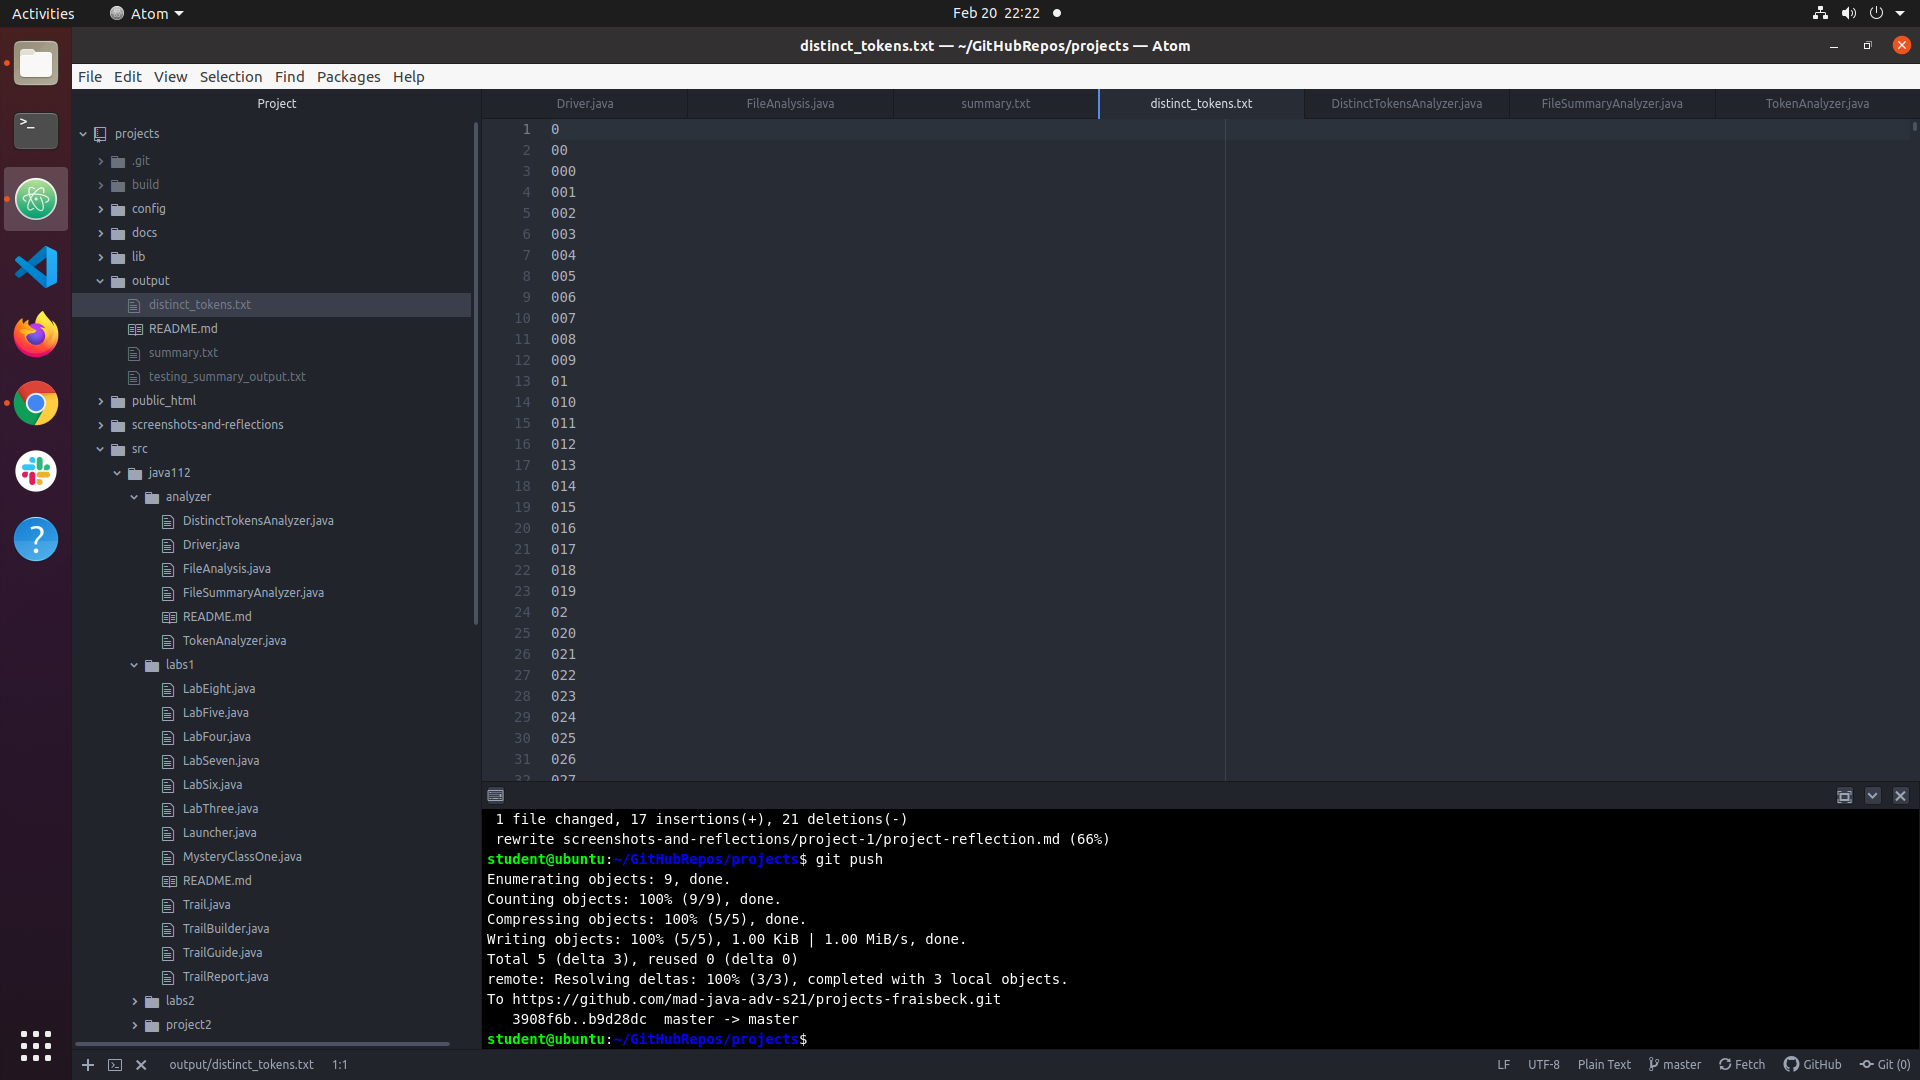 Activities
Atom
Feb 20 22:22
distinct_tokens.txt — ~/GitHubRepos/projects — Atom
File Edit View Selection Find Packages Help
Project
projects
.git
build
config
docs
lib
output
distinct_tokens.txt
README.md
summary.txt
testing_summary_output.txt
public_html
screenshots-and-reflections
src
java112
analyzer
DistinctTokensAnalyzer.java
Driver.java
FileAnalysis.java
FileSummaryAnalyzer.java
README.md
TokenAnalyzer.java
labs1
LabEight.java
LabFive.java
LabFour.java
LabSeven.java
LabSix.java
LabThree.java
Launcher.java
MysteryClassOne.java
README.md
Trail.java
TrailBuilder.java
TrailGuide.java
TrailReport.java
labs2
project2
Driver.java FileAnalysis.java summary.txt distinct_tokens.txt DistinctTokensAnalyzer.java FileSummaryAnalyzer.java TokenAnalyzer.java
1 0
2 00
3 000
4 001
5 002
6 003
7 004
8 005
9 006
10 007
11 008
12 009
13 01
14 010
15 011
16 012
17 013
18 014
19 015
20 016
21 017
22 018
23 019
24 02
25 020
26 021
27 022
28 023
29 024
30 025
31 026
32 027
1 file changed, 17 insertions(+), 21 deletions(-)
rewrite screenshots-and-reflections/project-1/project-reflection.md (66%)
student@ubuntu:~/GitHubRepos/projects$ git push
Enumerating objects: 9, done.
Counting objects: 100% (9/9), done.
Compressing objects: 100% (5/5), done.
Writing objects: 100% (5/5), 1.00 KiB | 1.00 MiB/s, done.
Total 5 (delta 3), reused 0 (delta 0)
remote: Resolving deltas: 100% (3/3), completed with 3 local objects.
To https://github.com/mad-java-adv-s21/projects-fraisbeck.git
3908f6b..b9d28dc master -> master
student@ubuntu:~/GitHubRepos/projects$
output/distinct_tokens.txt 1:1
LF UTF-8 Plain Text master Fetch GitHub Git (0)